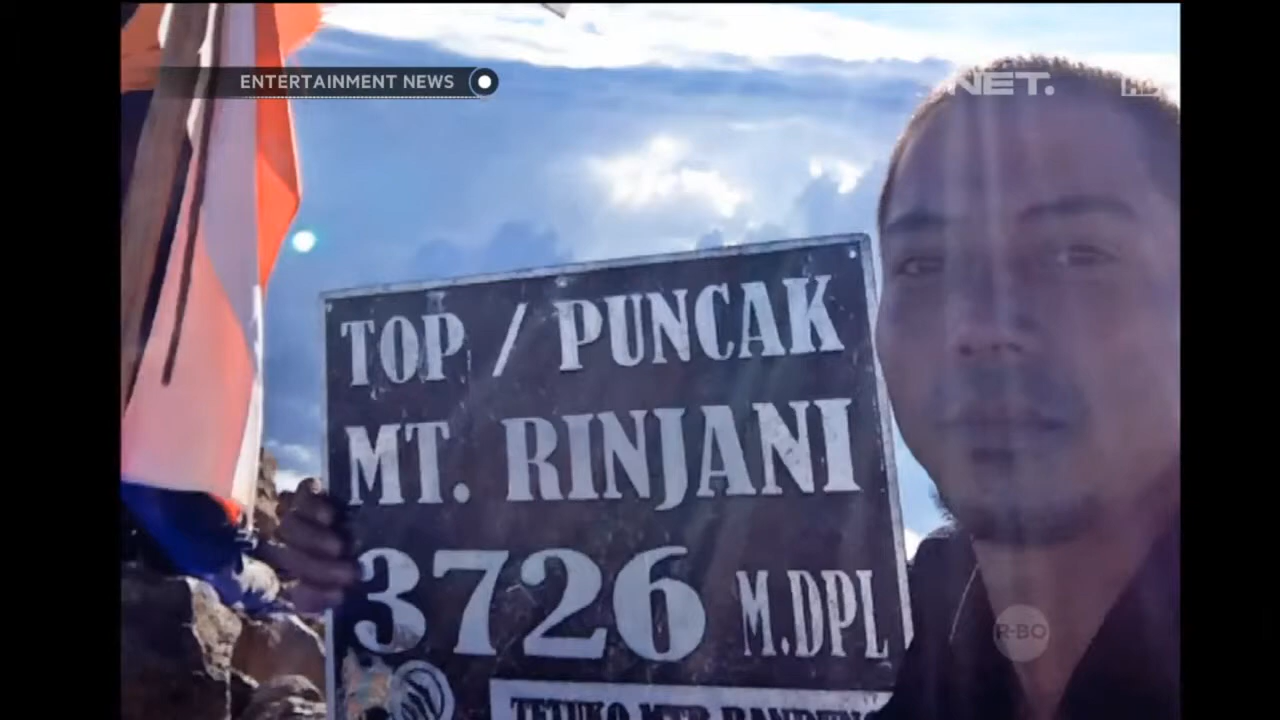 ENTERTAINMENT NEWS
NET.
HD
TOP / PUNCAK
MT. RINJANI
3726 M.DPL
R-BO